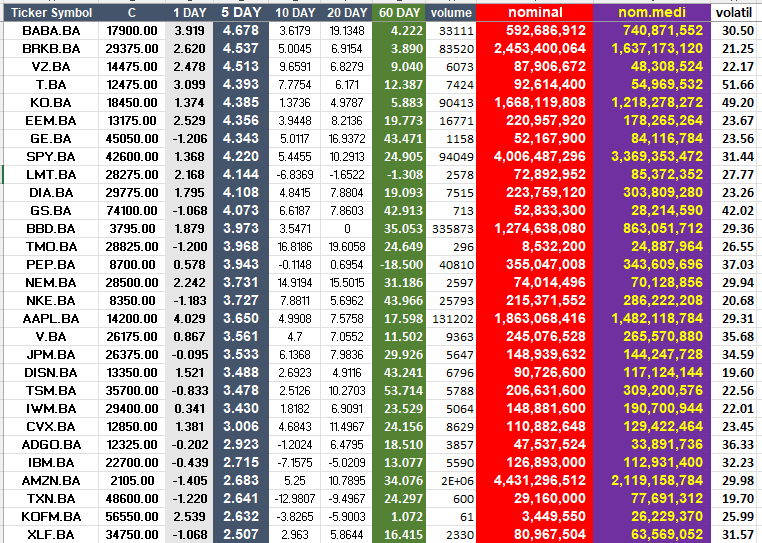 Ticker Symbol C 1 DAY 5 DAY 10 DAY 20 DAY 60 DAY volume nominal nom.medi volatil
BABA.BA 17900.00 3.919 4.678 3.6179 19.1348 4.222 33111 592,686,912 740,871,552 30.50
BRKB.BA 29375.00 2.620 4.537 5.0045 6.9154 3.890 83520 2,453,400,064 1,637,173,120 21.25
VZ.BA 14475.00 2.478 4.513 9.6591 6.8279 9.040 6073 87,906,672 48,308,524 22.17
T.BA 12475.00 3.099 4.393 7.7754 6.171 12.387 7424 92,614,400 54,969,532 51.66
KO.BA 18450.00 1.374 4.385 1.3736 4.9787 5.883 90413 1,668,119,808 1,218,278,272 49.20
EEM.BA 13175.00 2.529 4.356 3.9448 8.2136 19.773 16771 220,957,920 178,265,264 23.67
GE.BA 45050.00 -1.206 4.343 5.0117 16.9372 43.471 1158 52,167,900 84,116,784 23.56
SPY.BA 42600.00 1.368 4.220 5.4455 10.2913 24.905 94049 4,006,487,296 3,369,353,472 31.44
LMT.BA 28275.00 2.168 4.144 -6.8369 -1.6522 -1.308 2578 72,892,952 85,372,352 27.77
DIA.BA 29775.00 1.795 4.108 4.8415 7.8804 19.093 7515 223,759,120 303,809,280 23.26
GS.BA 74100.00 -1.068 4.073 6.6187 7.8603 42.913 713 52,833,300 28,214,590 42.02
BBD.BA 3795.00 1.879 3.973 3.5471 0 35.053 335873 1,274,638,080 863,051,712 29.36
TMO.BA 28825.00 -1.200 3.968 16.8186 19.6058 24.649 296 8,532,200 24,887,964 26.55
PEP.BA 8700.00 0.578 3.943 -0.1148 0.6954 -18.500 40810 355,047,008 343,609,696 37.03
NEM.BA 28500.00 2.242 3.731 14.9194 15.5015 31.186 2597 74,014,496 70,128,856 29.94
NKE.BA 8350.00 -1.183 3.727 7.8811 5.6962 43.966 25793 215,371,552 286,222,208 20.68
AAPL.BA 14200.00 4.029 3.650 4.9908 7.5758 17.598 131202 1,863,068,416 1,482,118,784 29.31
V.BA 26175.00 0.867 3.561 4.7 7.0552 11.502 9363 245,076,528 265,570,880 35.68
JPM.BA 26375.00 -0.095 3.533 6.1368 7.9836 29.926 5647 148,939,632 144,247,728 34.59
DISN.BA 13350.00 1.521 3.488 2.6923 4.9116 43.241 6796 90,726,600 117,124,144 19.60
TSM.BA 35700.00 -0.833 3.478 2.5126 10.2703 53.714 5788 206,631,600 309,200,576 22.56
IWM.BA 29400.00 0.341 3.430 1.8182 6.9091 23.529 5064 148,881,600 190,700,944 22.01
CVX.BA 12850.00 1.381 3.006 4.6843 11.4967 24.156 8629 110,882,648 129,422,464 23.45
ADGO.BA 12325.00 -0.202 2.923 -1.2024 6.4795 18.510 3857 47,537,524 33,891,736 36.33
IBM.BA 22700.00 -0.439 2.715 -7.1575 -5.0209 13.077 5590 126,893,000 112,931,400 32.23
AMZN.BA 2105.00 -1.405 2.683 5.25 10.7895 34.076 2E+06 4,431,296,512 2,119,158,784 29.98
TXN.BA 48600.00 -1.220 2.641 -12.9807 -9.4967 24.297 600 29,160,000 77,691,312 19.70
KOFM.BA 56550.00 2.539 2.632 -3.8265 -5.9003 1.072 61 3,449,550 26,229,370 25.99
XLF.BA 34750.00 -1.068 2.507 2.963 5.8644 16.415 2330 80,967,504 63,569,052 31.57